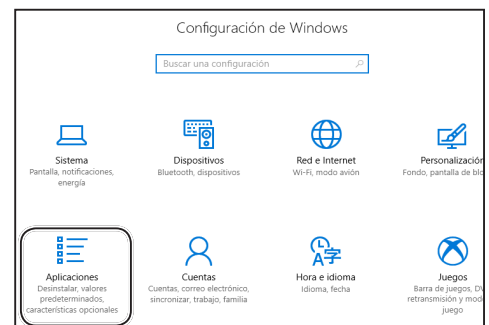 Configuración de Windows
Buscar una configuración
Sistema
Pantalla, notificaciones,
energía
Dispositivos
Bluetooth, dispositivos
Red e Internet
Wi-Fi, modo avión
Personalización
Fondo, pantalla de blo
Aplicaciones
Desinstalar, valores
predeterminados,
características opcionales
Cuentas
Cuentas, correo electrónico,
sincronizar, trabajo, familia
Hora e idioma
Idioma, fecha
Juegos
Barra de juegos, DV
retransmisión y mod
juego